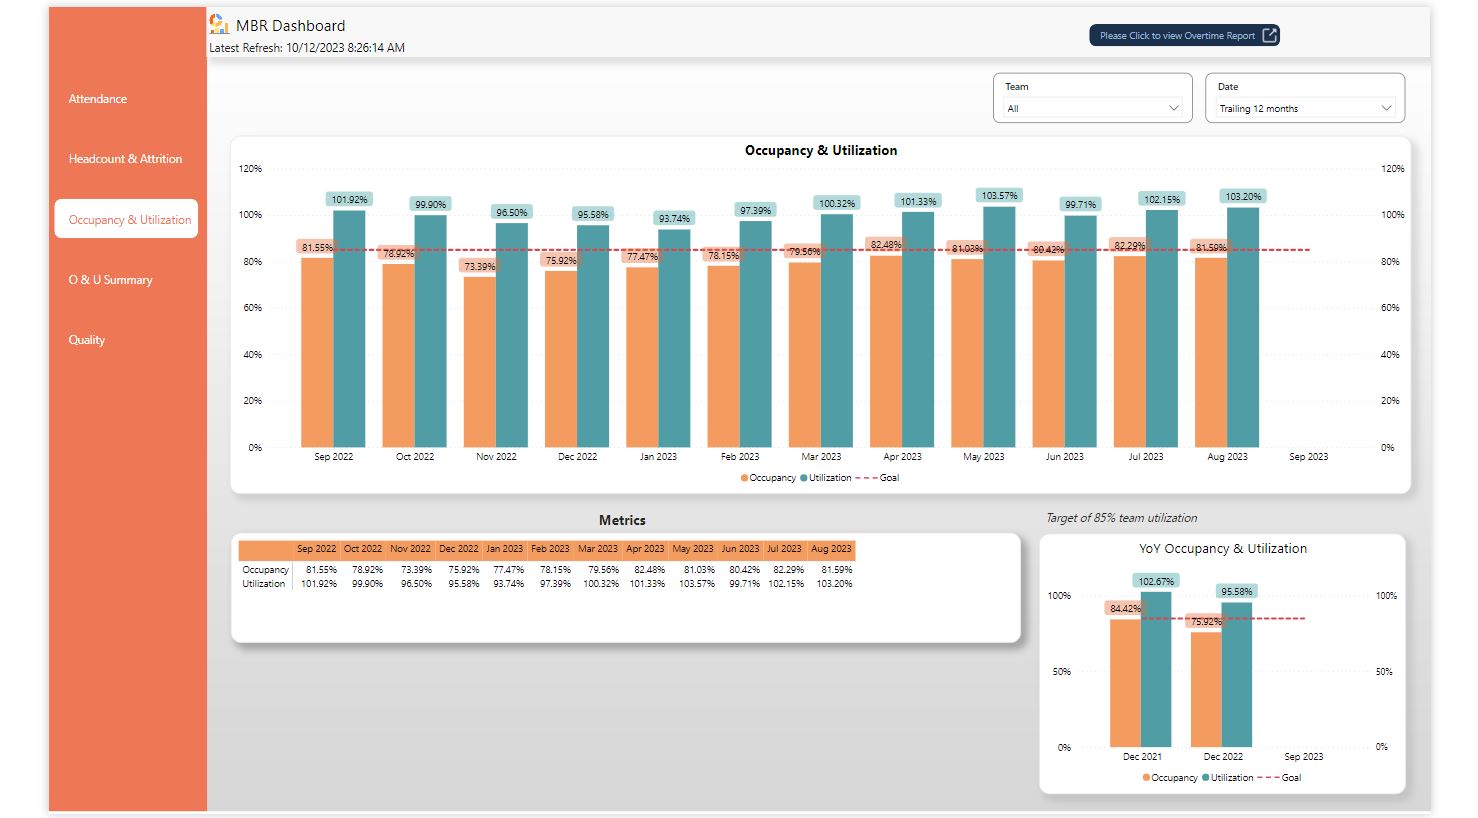 MBR Dashboard
Latest Refresh: 10/12/2023 8:26:14 AM
Please Click to view Overtime Report
Attendance
Headcount & Attrition
Occupancy & Utilization
O & U Summary
Quality
Team
All
Date
Trailing 12 months
Occupancy & Utilization
120%
100%
80%
60%
40%
20%
0%
120%
100%
80%
60%
40%
20%
0%
101.92% 99.90% 96.50% 95.58% 93.74% 97.39% 100.32% 101.33% 103.57% 99.71% 102.15% 103.20%
81.55% 78.92% 73.39% 75.92% 77.47% 78.15% 79.56% 82.48% 81.03% 80.42% 82.29% 81.59%
Sep 2022 Oct 2022 Nov 2022 Dec 2022 Jan 2023 Feb 2023 Mar 2023 Apr 2023 May 2023 Jun 2023 Jul 2023 Aug 2023 Sep 2023
Occupancy Utilization Goal
Metrics
Sep 2022 Oct 2022 Nov 2022 Dec 2022 Jan 2023 Feb 2023 Mar 2023 Apr 2023 May 2023 Jun 2023 Jul 2023 Aug 2023
Occupancy 81.55% 78.92% 73.39% 75.92% 77.47% 78.15% 79.56% 82.48% 81.03% 80.42% 82.29% 81.59%
Utilization 101.92% 99.90% 96.50% 95.58% 93.74% 97.39% 100.32% 101.33% 103.57% 99.71% 102.15% 103.20%
Target of 85% team utilization
YoY Occupancy & Utilization
100%
50%
0%
100%
50%
0%
102.67% 95.58%
84.42% 75.92%
Dec 2021 Dec 2022 Sep 2023
Occupancy Utilization Goal